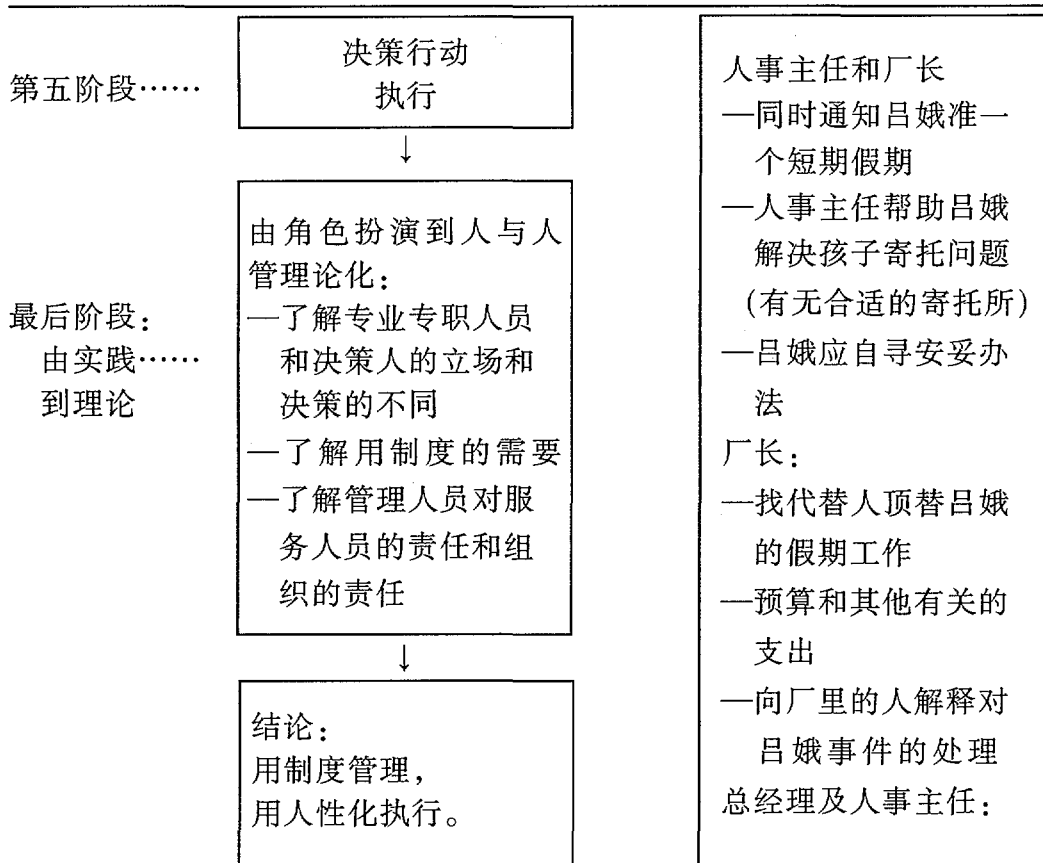 第五阶段……
决策行动
执行
↓
最后阶段：
由实践……
到理论
由角色扮演到人与人
管理论化：
—了解专业专职人员
和决策人的立场和
决策的不同
—了解用制度的需要
—了解管理人员对服
务人员的责任和组
织的责任
↓
结论：
用制度管理，
用人性化执行。
人事主任和厂长
—同时通知吕娥准一
个短期假期
—人事主任帮助吕娥
解决孩子寄托问题
(有无合适的寄托所)
—吕娥应自寻安妥办
法
厂长：
—找代替人顶替吕娥
的假期工作
—预算和其他有关的
支出
—向厂里的人解释对
吕娥事件的处理
总经理及人事主任：